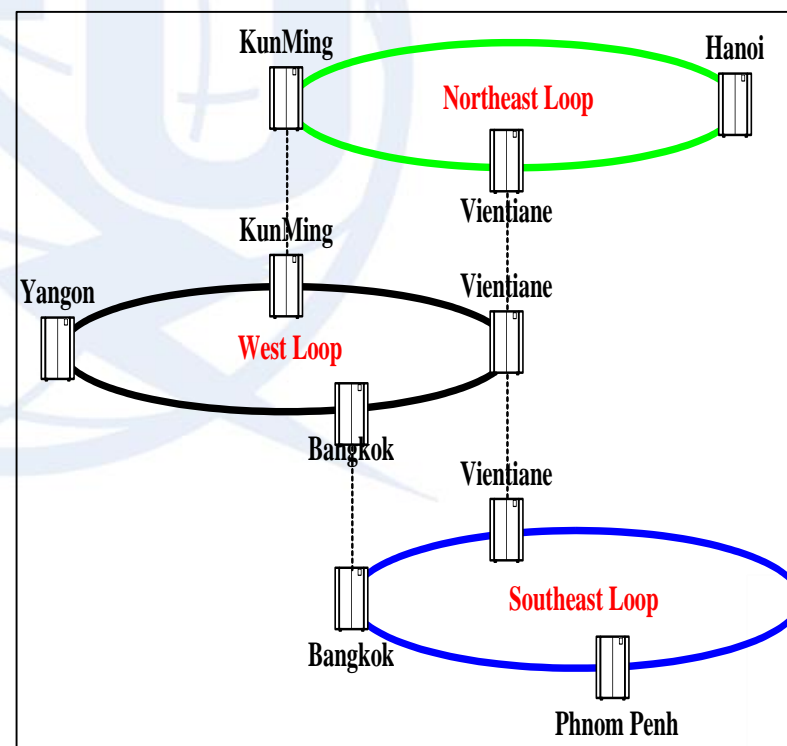 KunMing
Hanoi
Northeast Loop
Vientiane
KunMing
Yangon
Vientiane
West Loop
Bangkok
Vientiane
Southeast Loop
Bangkok
Phnom Penh